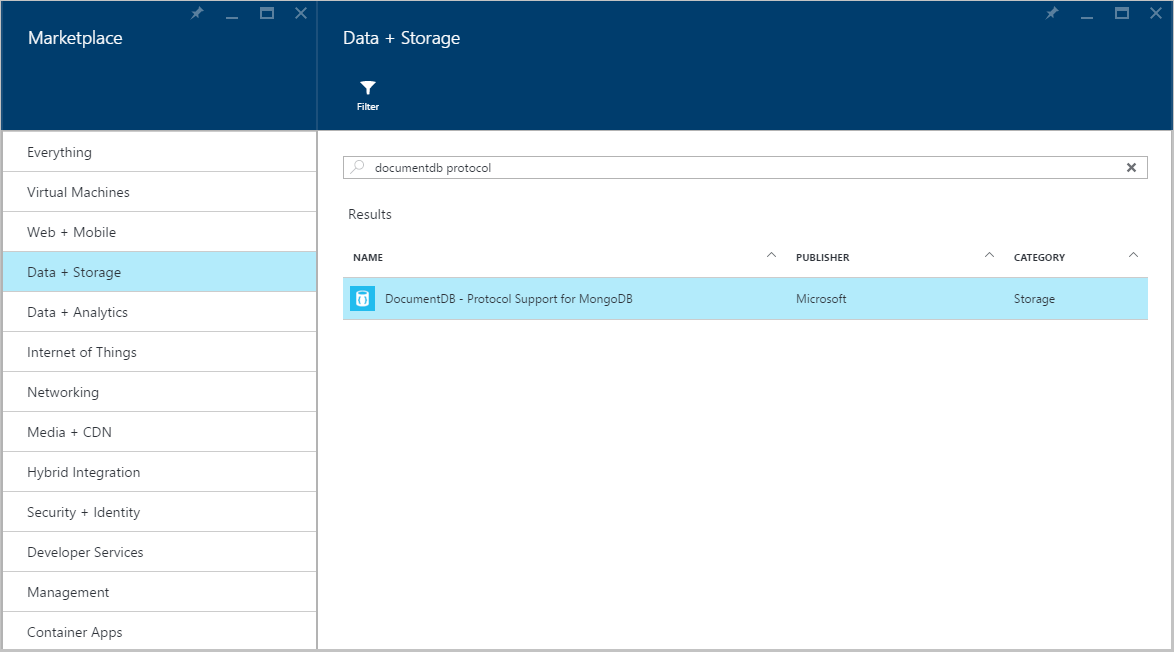 Marketplace
Data + Storage
Filter
Everything
Virtual Machines
Web + Mobile
Data + Storage
Data + Analytics
Internet of Things
Networking
Media + CDN
Hybrid Integration
Security + Identity
Developer Services
Management
Container Apps
documentdb protocol
Results
NAME PUBLISHER CATEGORY
DocumentDB - Protocol Support for MongoDB Microsoft Storage